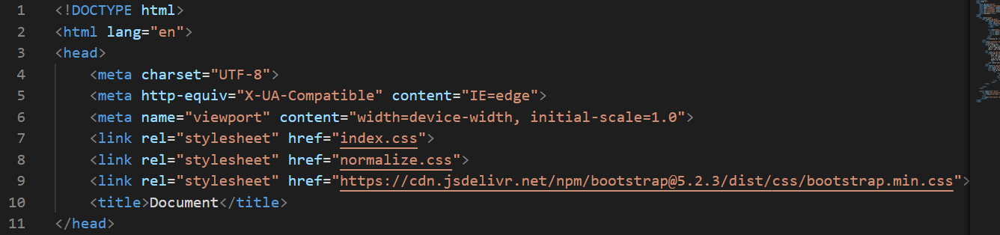 1 <!DOCTYPE html>
2 <html lang="en">
3 <head>
4 <meta charset="UTF-8">
5 <meta http-equiv="X-UA-Compatible" content="IE=edge">
6 <meta name="viewport" content="width=device-width, initial-scale=1.0">
7 <link rel="stylesheet" href="index.css">
8 <link rel="stylesheet" href="normalize.css">
9 <link rel="stylesheet" href="https://cdn.jsdelivr.net/npm/bootstrap@5.2.3/dist/css/bootstrap.min.css">
10 <title>Document</title>
11 </head>